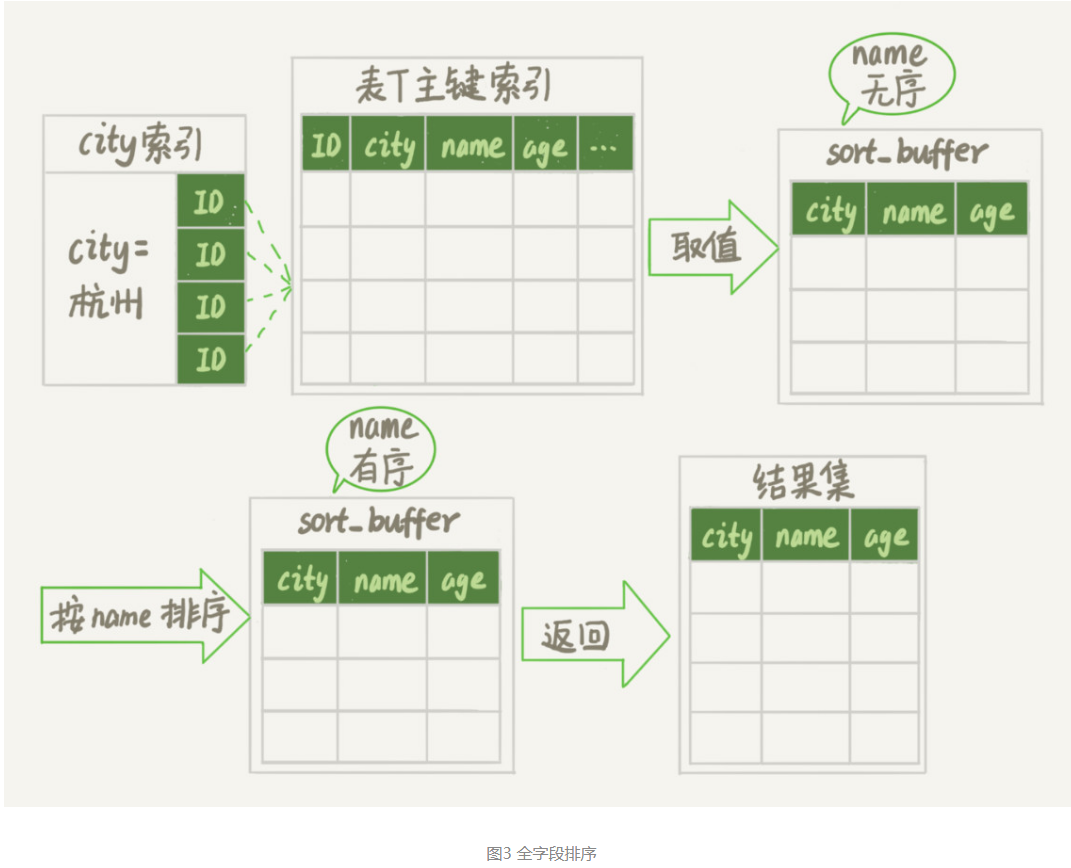 city索引
city=
杭州
ID
ID
ID
ID
表T主键索引
ID city name age ...
取值
name
无序
sort_buffer
city name age
按name排序
name
有序
sort_buffer
city name age
返回
结果集
city name age
图3 全字段排序